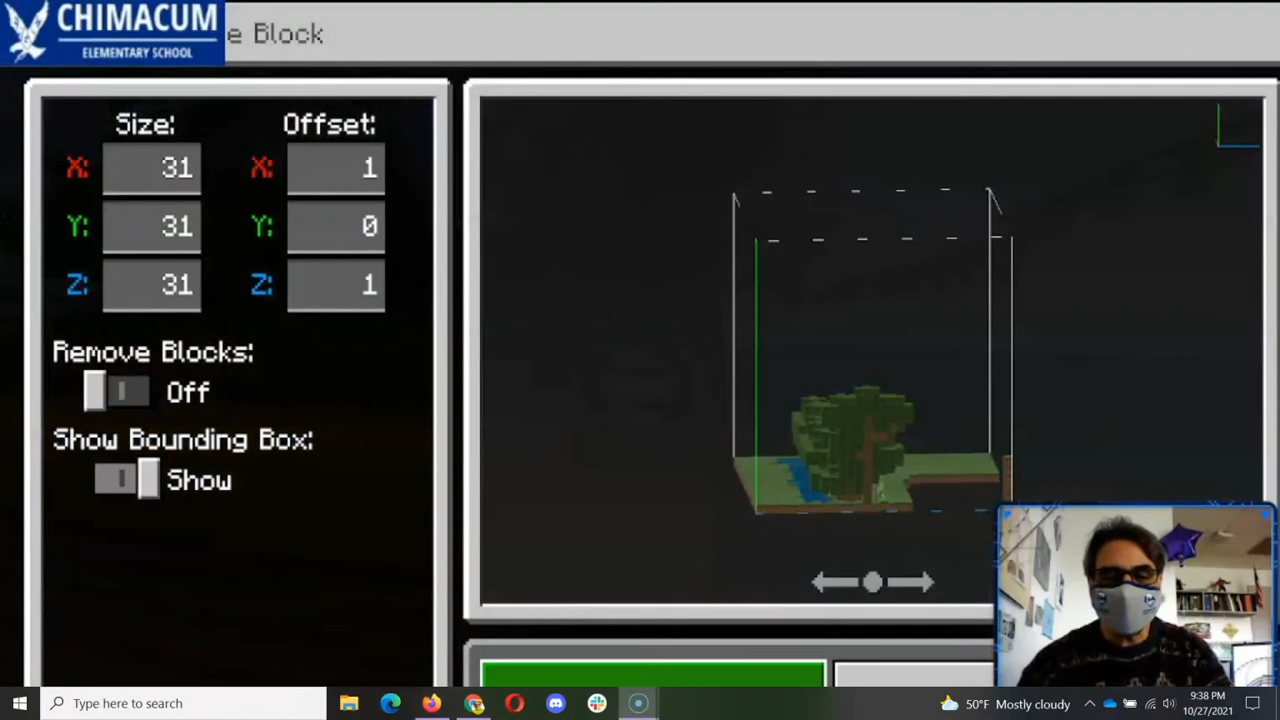 CHIMACUM
ELEMENTARY SCHOOL
e Block
Size:
Offset:
X: 31
X: 1
Y: 31
Y: 0
Z: 31
Z: 1
Remove Blocks:
Off
Show Bounding Box:
Show
Type here to search
50°F Mostly cloudy
9:38 PM
10/27/2021